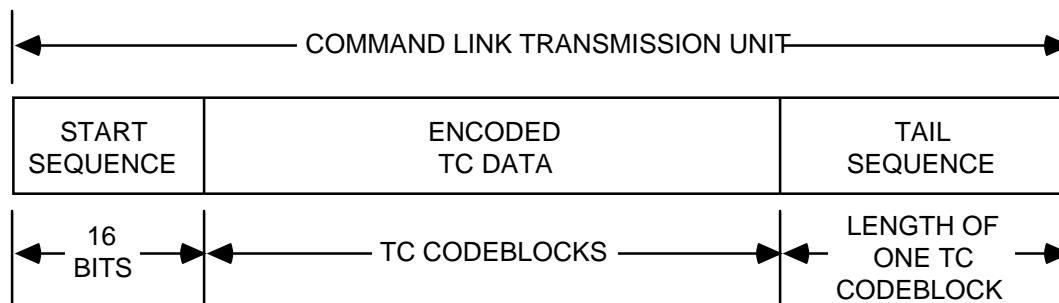 COMMAND LINK TRANSMISSION UNIT
START
SEQUENCE
ENCODED
TC DATA
TAIL
SEQUENCE
16
BITS
TC CODEBLOCKS
LENGTH OF
ONE TC
CODEBLOCK